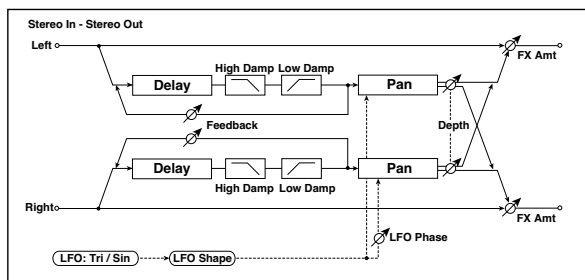 Stereo In - Stereo Out
Left
FX Amt
High Damp Low Damp
Delay
Pan
Feedback
Depth
Delay
Pan
High Damp Low Damp
Right
FX Amt
LFO Phase
LFO: Tri / Sin
LFO Shape